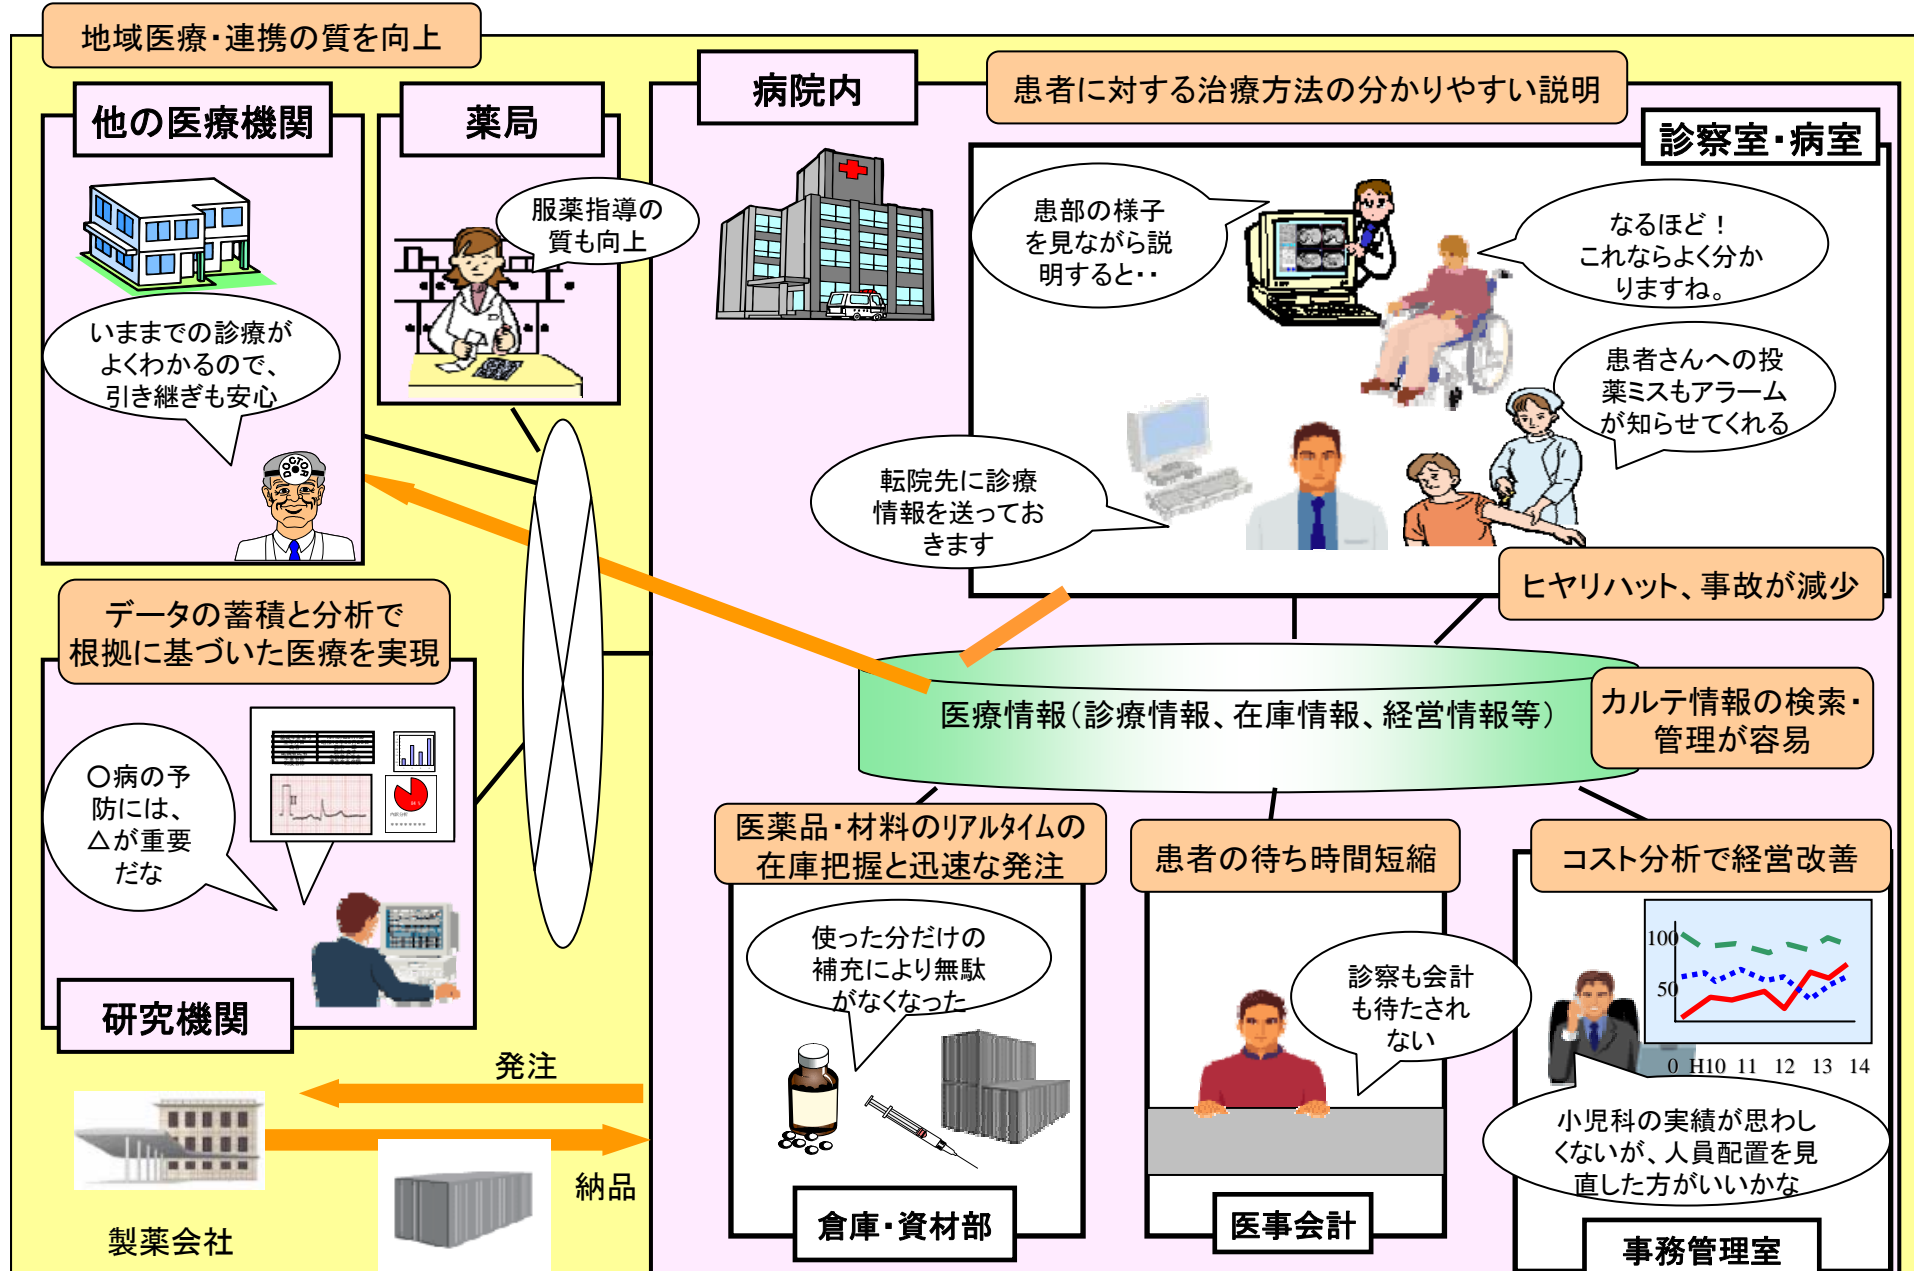 地域医療・連携の質を向上
他の医療機関
いままでの診療が
よくわかるので、
引き継ぎも安心
DOCTOR
薬局
服薬指導の
質も向上
病院内
患者に対する治療方法の分かりやすい説明
診察室・病室
患部の様子
を見ながら説
明すると・・
なるほど！
これならよく分か
りますね。
患者さんへの投
薬ミスもアラーム
が知らせてくれる
転院先に診療
情報を送ってお
きます
ヒヤリハット、事故が減少
データの蓄積と分析で
根拠に基づいた医療を実現
○病の予
防には、
△が重要
だな
研究機関
医療情報（診療情報、在庫情報、経営情報等）
カルテ情報の検索・
管理が容易
医薬品・材料のリアルタイムの
在庫把握と迅速な発注
使った分だけの
補充により無駄
がなくなった
倉庫・資材部
患者の待ち時間短縮
診察も会計
も待たされ
ない
医事会計
コスト分析で経営改善
100
50
0 H10 11 12 13 14
小児科の実績が思わし
くないが、人員配置を見
直した方がいいかな
事務管理室
発注
納品
製薬会社